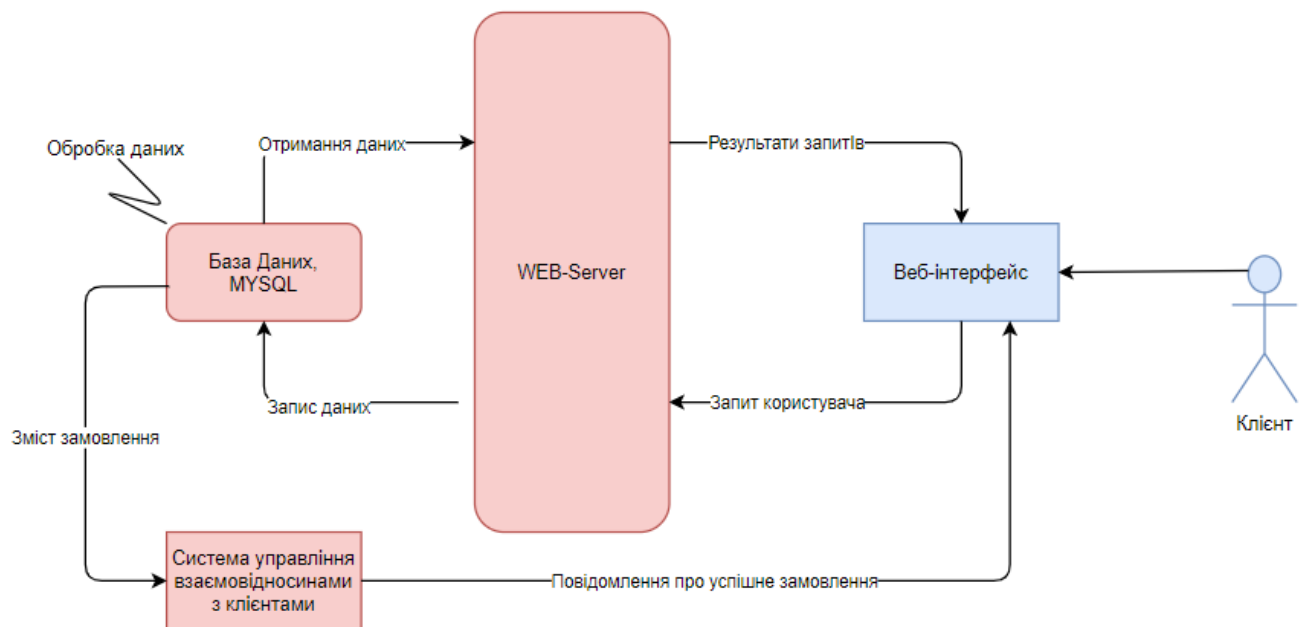 Обробка даних
Отримання даних
Результати запитІв
База Даних,
MYSQL
WEB-Server
Веб-інтерфейс
Запис даних
Запит користувача
Клієнт
Зміст замовлення
Система управління
взаємовідносинами
з клієнтами
Повідомлення про успішне замовлення